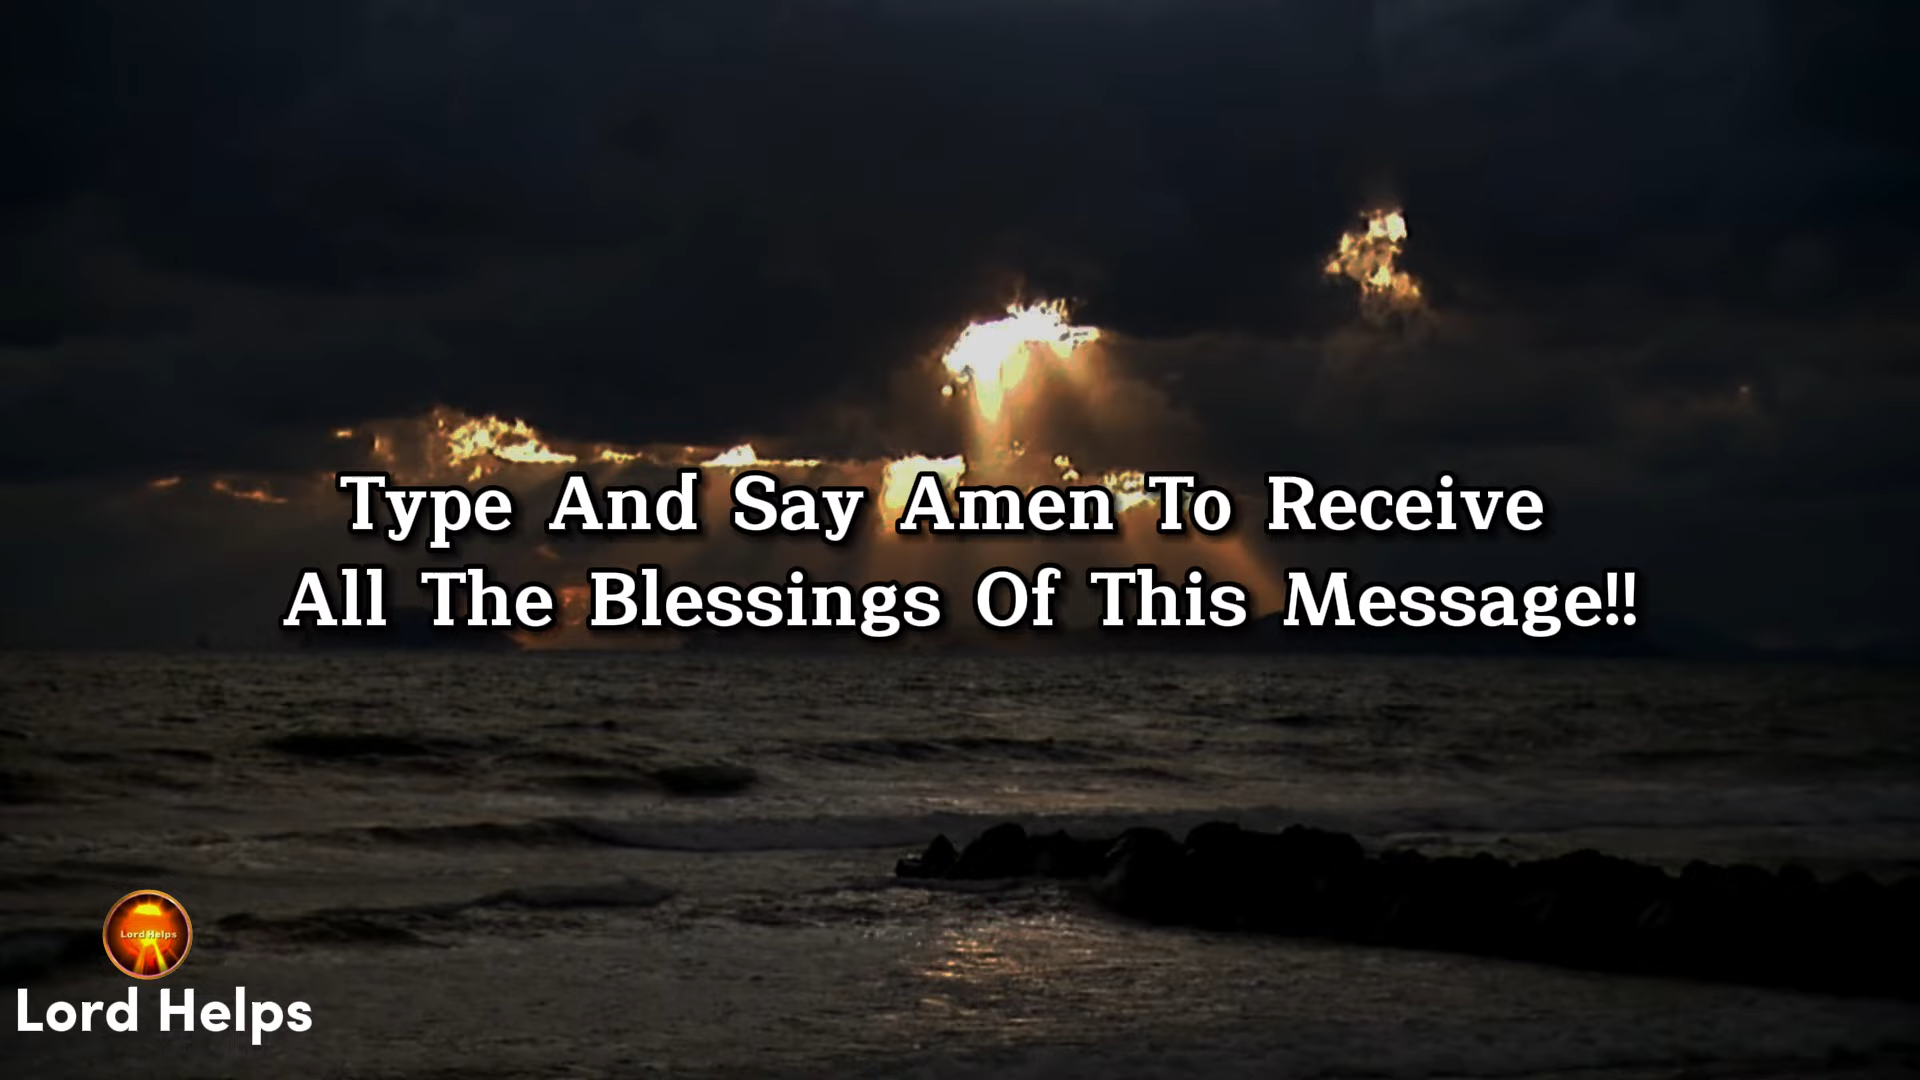 Type And Say Amen To Receive
All The Blessings Of This Message!!
Lord Helps
Lord Helps